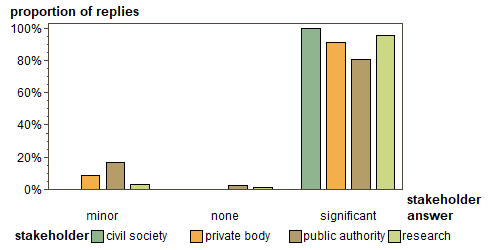 proportion of replies
100%
80%
60%
40%
20%
0%
minor none significant
stakeholder
answer
stakeholder civil society private body public authority research